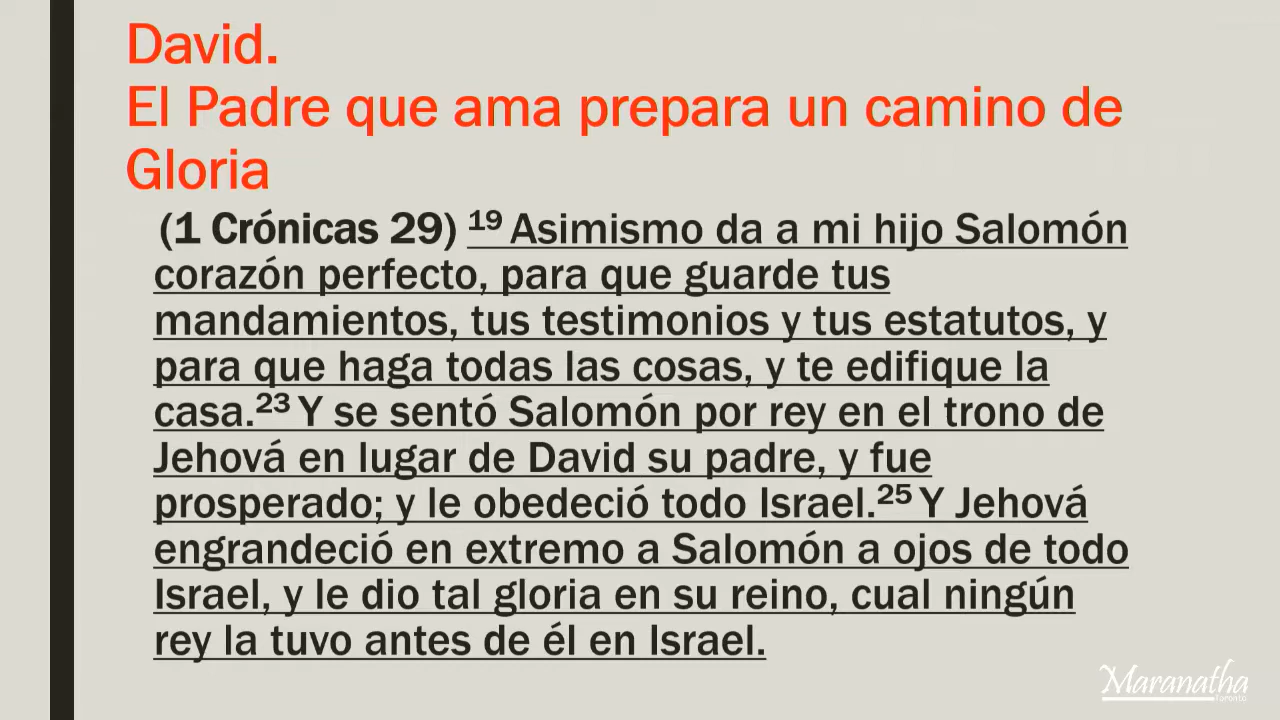 David.
El Padre que ama prepara un camino de
Gloria
(1 Crónicas 29) ¹⁹ Asimismo da a mi hijo Salomón
corazón perfecto, para que guarde tus
mandamientos, tus testimonios y tus estatutos, y
para que haga todas las cosas, y te edifique la
casa.²³ Y se sentó Salomón por rey en el trono de
Jehová en lugar de David su padre, y fue
prosperado; y le obedeció todo Israel.²⁵ Y Jehová
engrandeció en extremo a Salomón a ojos de todo
Israel, y le dio tal gloria en su reino, cual ningún
rey la tuvo antes de él en Israel.
Maranatha
Toronto